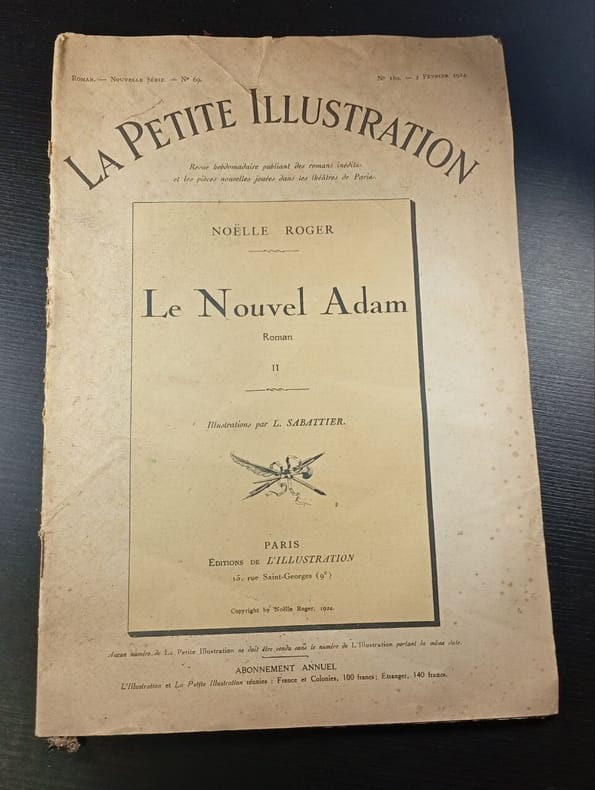 ROMAN. — NOUVELLE SÉRIE. — Nº 69.
Nº 180. — 2 FÉVRIER 1924
LA PETITE ILLUSTRATION
Revue hebdomadaire publiant des romans inédits
et les pièces nouvelles jouées dans les théâtres de Paris.
NOËLLE ROGER
Le Nouvel Adam
Roman
II
Illustrations par L. SABATTIER.
PARIS
ÉDITIONS DE L'ILLUSTRATION
13, rue Saint-Georges (9e)
Copyright by Noëlle Roger, 1924.
Aucun numéro de La Petite Illustration ne doit être vendu sans le numéro de L'Illustration portant la même date.
ABONNEMENT ANNUEL
L'Illustration et La Petite Illustration réunies : France et Colonies, 100 francs; Étranger, 140 francs.